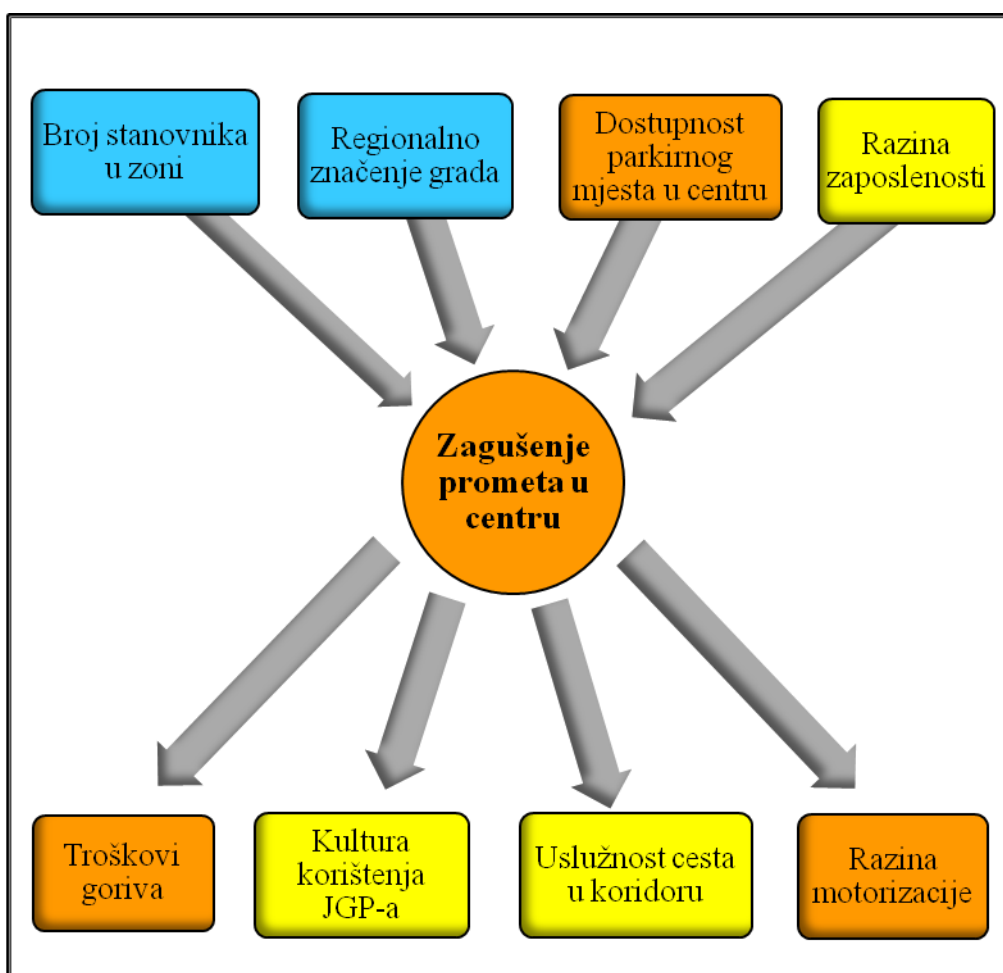 Broj stanovnika
u zoni
Regionalno
značenje grada
Dostupnost
parkirnog
mjesta u centru
Razina
zaposlenosti
Zagušenje
prometa u
centru
Troškovi
goriva
Kultura
korištenja
JGP-a
Uslužnost cesta
u koridoru
Razina
motorizacije